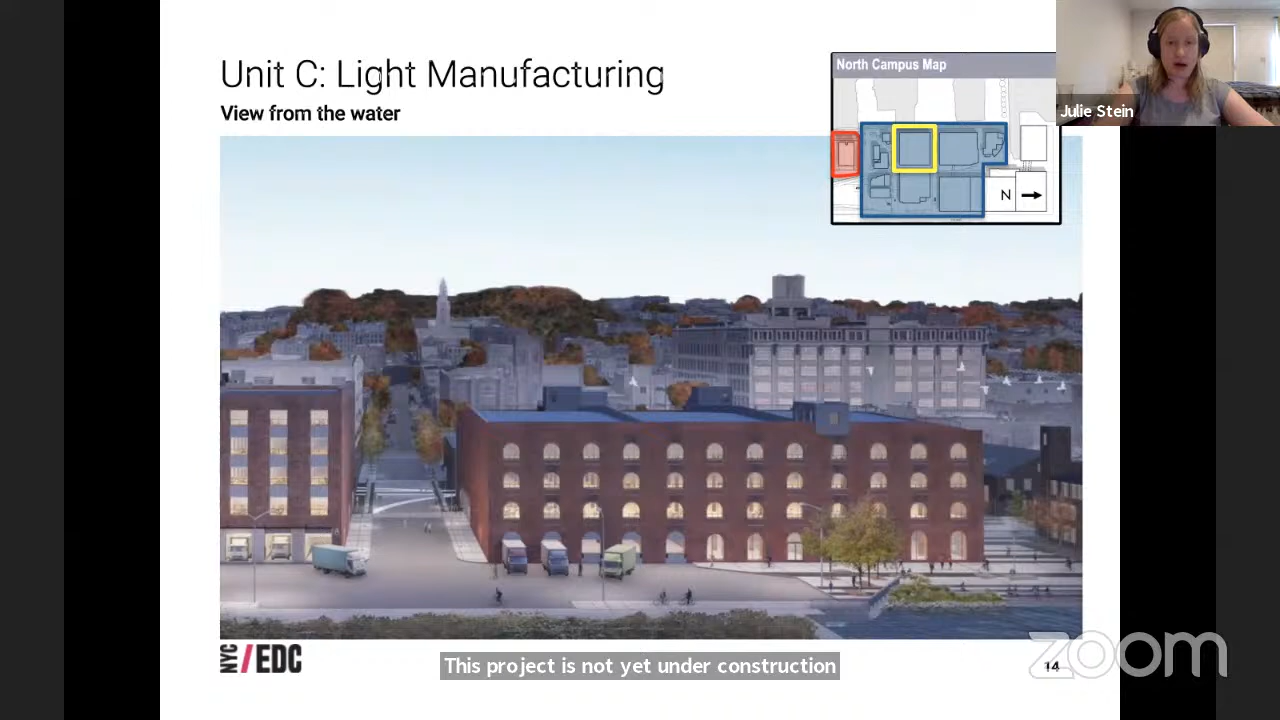 Unit C: Light Manufacturing
View from the water
North Campus Map
N
Julie Stein
NYC/EDC
This project is not yet under construction
14
zoom